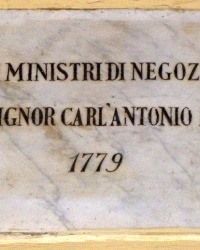 MINISTRI DI NEGOZ
IGNOR CARL'ANTONIO
1779